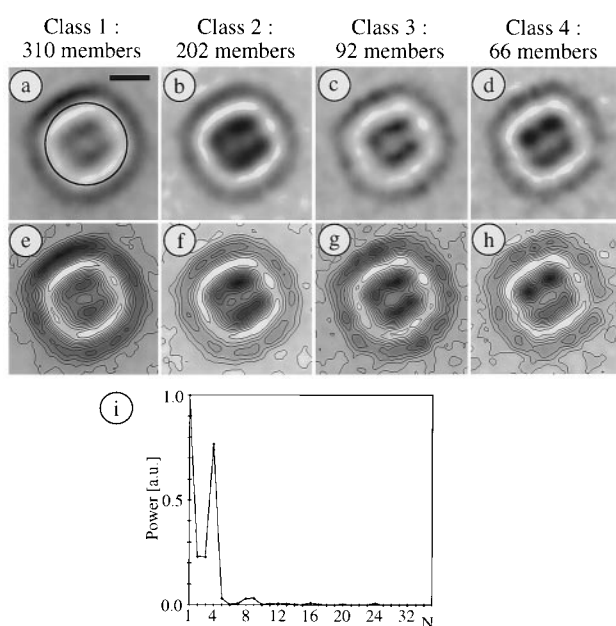 Class 1 : Class 2 : Class 3 : Class 4 :
310 members 202 members 92 members 66 members
a b c d
e f g h
i
1.0
0.5
0.0
Power [a.u.]
1 4 8 12 16 20 24 28 32 N